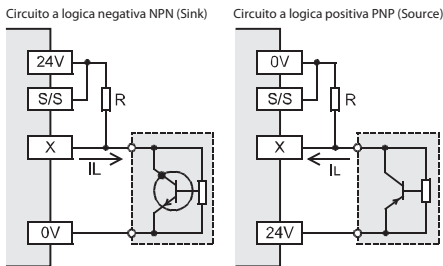 Circuito a logica negativa NPN (Sink)
24V
S/S
R
X
IL
0V
Circuito a logica positiva PNP (Source)
0V
S/S
R
X
IL
24V